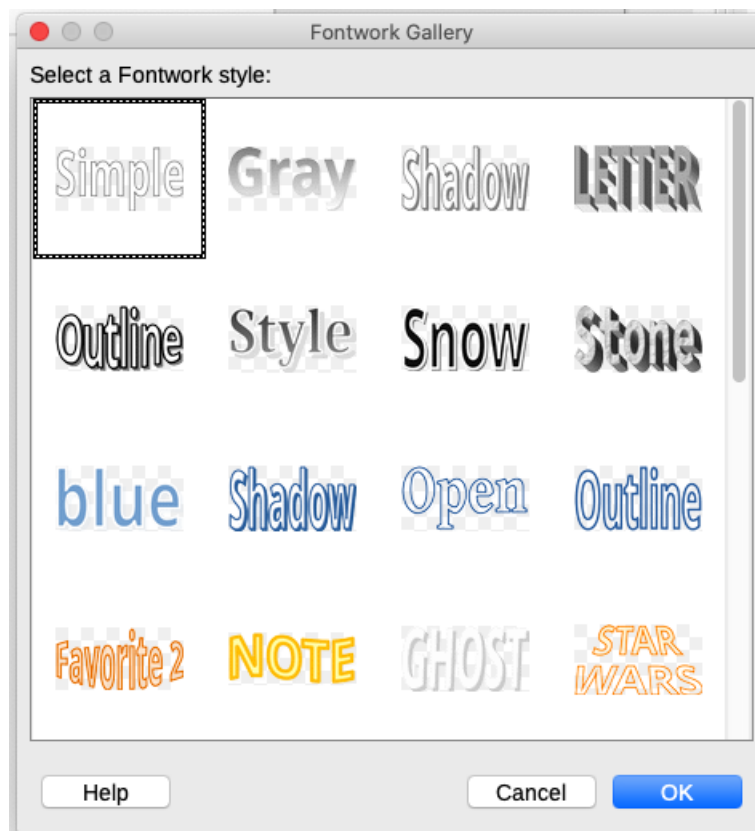 Fontwork Gallery
Select a Fontwork style:
Simple Gray Shadow LETTER
Outline Style Snow Stone
blue Shadow Open Outline
Favorite 2 NOTE GHOST STAR
WARS
Help Cancel OK